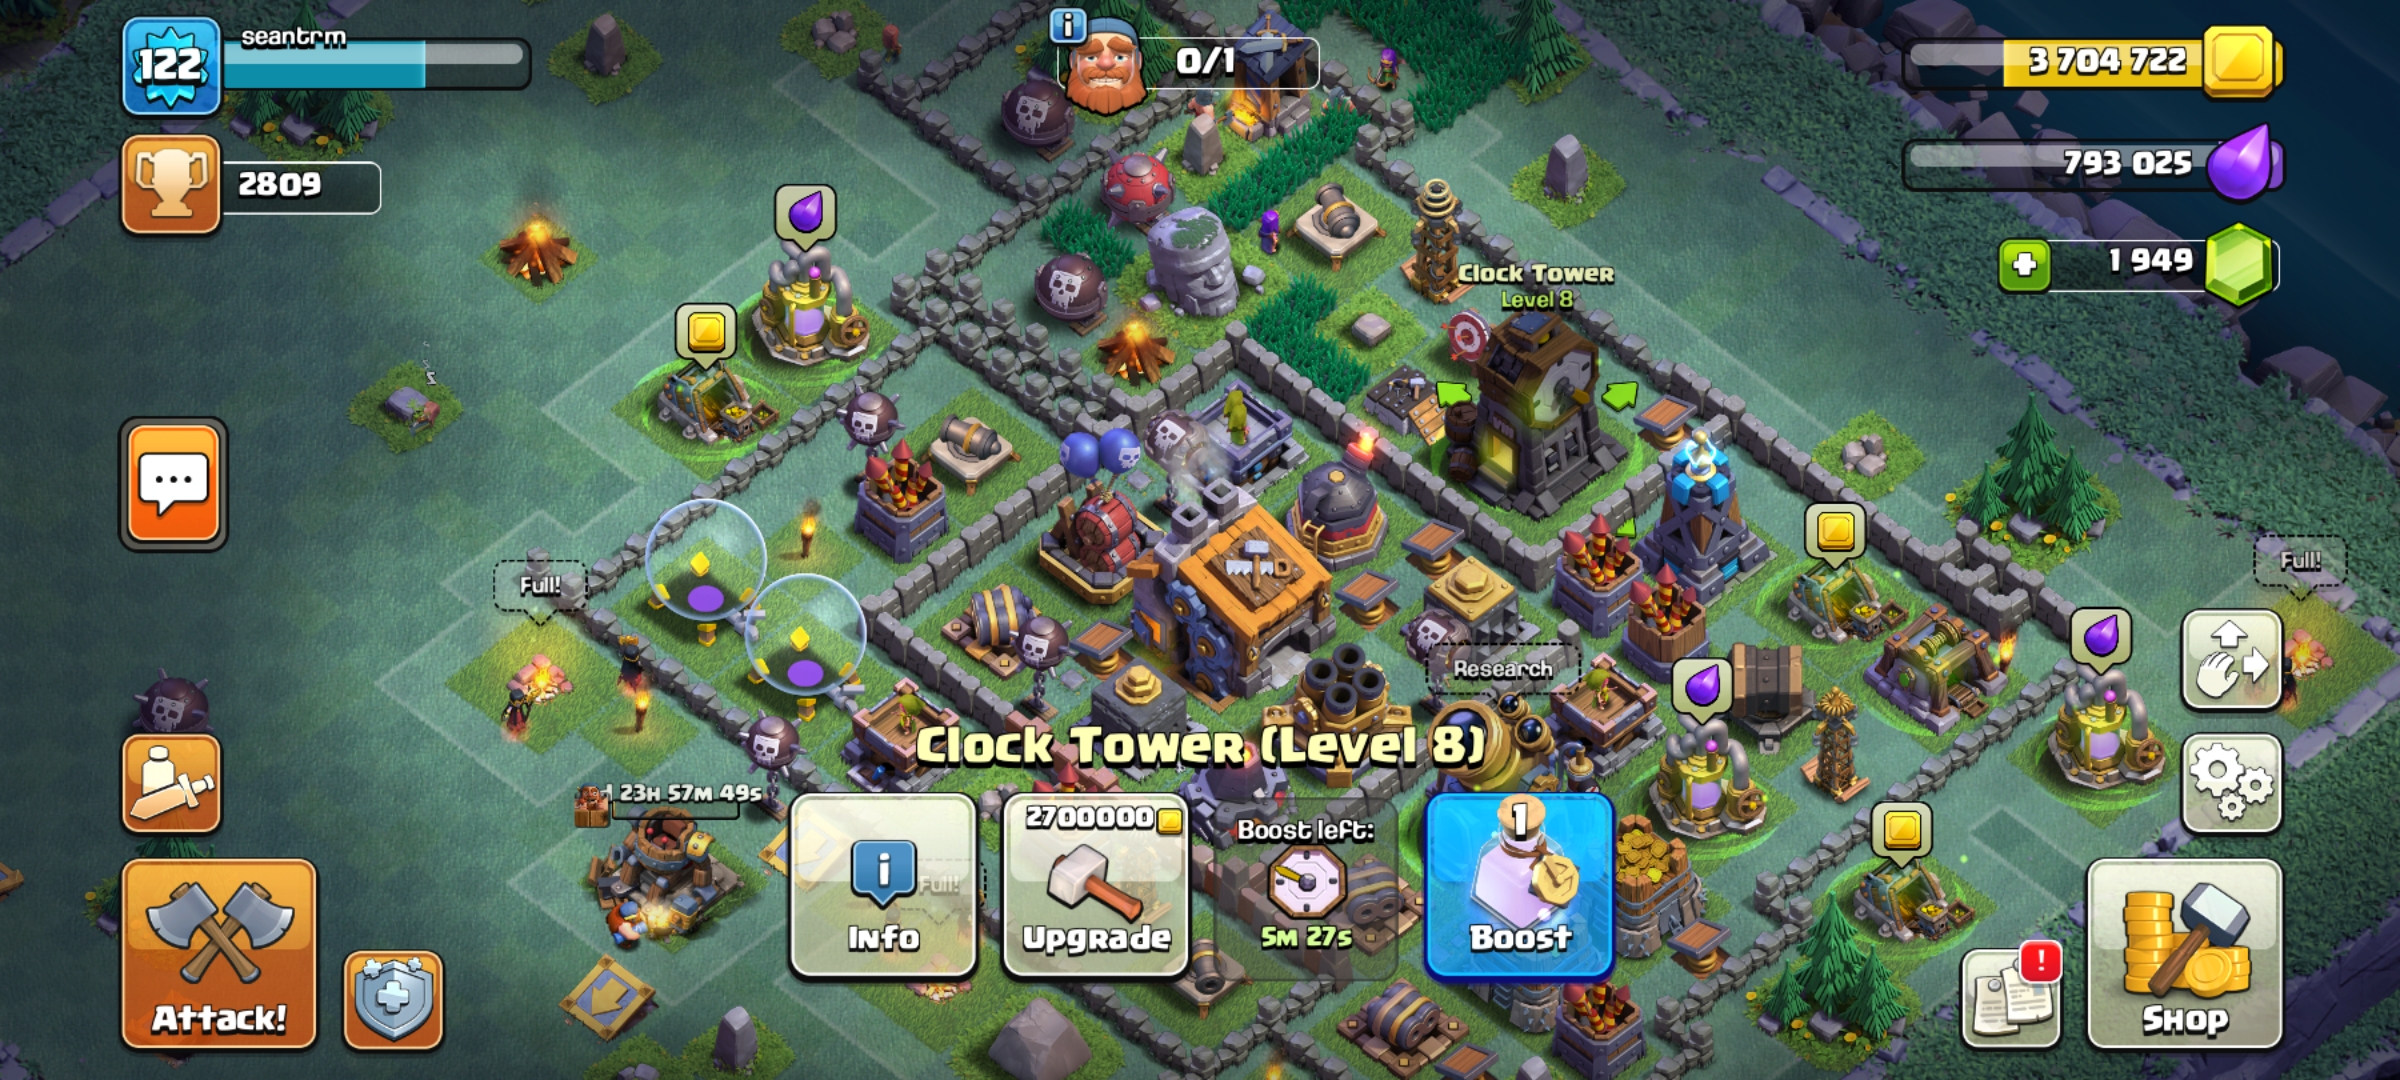 122
seantrm
0/1
3 704 722
2809
793 025
1 949
Clock Tower
Level 8
Full!
Full!
Research
Clock Tower (Level 8)
23H 57M 49S
2700000
Boost left:
1
Full!
Info
Upgrade
5M 27S
Boost
Attack!
!
Shop